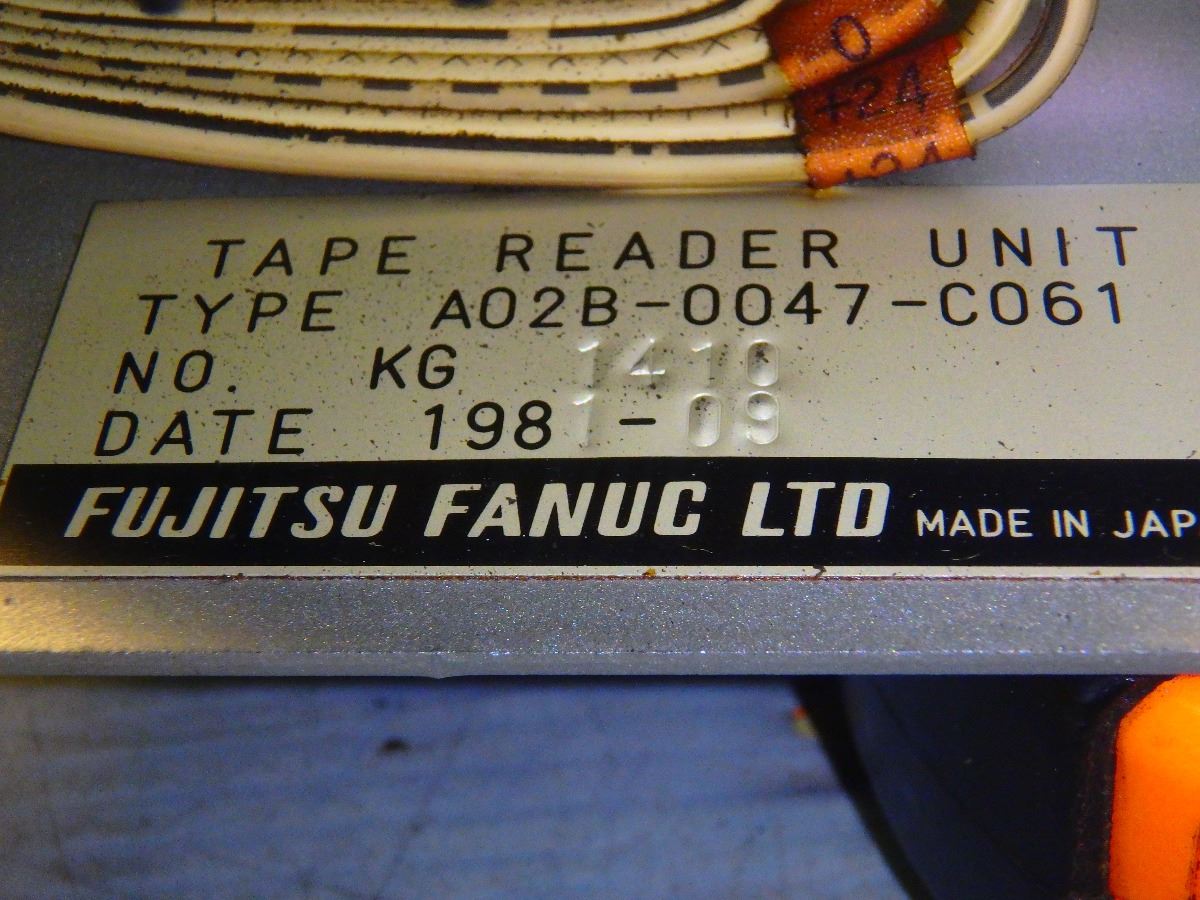 0
+24
TAPE READER UNIT
TYPE A02B-0047-C061
NO. KG 1410
DATE 1981-09
FUJITSU FANUC LTD MADE IN JAP